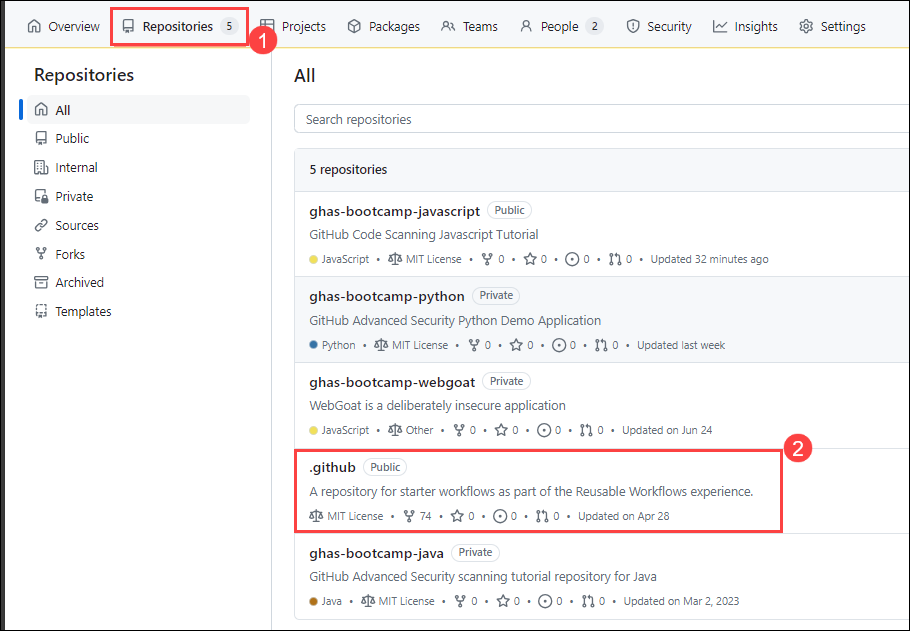 Overview Repositories 5 Projects Packages Teams People 2 Security Insights Settings
1
Repositories
All
Public
Internal
Private
Sources
Forks
Archived
Templates
All
Search repositories
5 repositories
ghas-bootcamp-javascript Public
GitHub Code Scanning Javascript Tutorial
JavaScript • MIT License • 0 • 0 • 0 • 0 • Updated 32 minutes ago
ghas-bootcamp-python Private
GitHub Advanced Security Python Demo Application
Python • MIT License • 0 • 0 • 0 • 0 • Updated last week
ghas-bootcamp-webgoat Private
WebGoat is a deliberately insecure application
JavaScript • Other • 0 • 0 • 0 • 0 • Updated on Jun 24
2
.github Public
A repository for starter workflows as part of the Reusable Workflows experience.
MIT License • 74 • 0 • 0 • 0 • Updated on Apr 28
ghas-bootcamp-java Private
GitHub Advanced Security scanning tutorial repository for Java
Java • MIT License • 0 • 0 • 0 • 0 • Updated on Mar 2, 2023